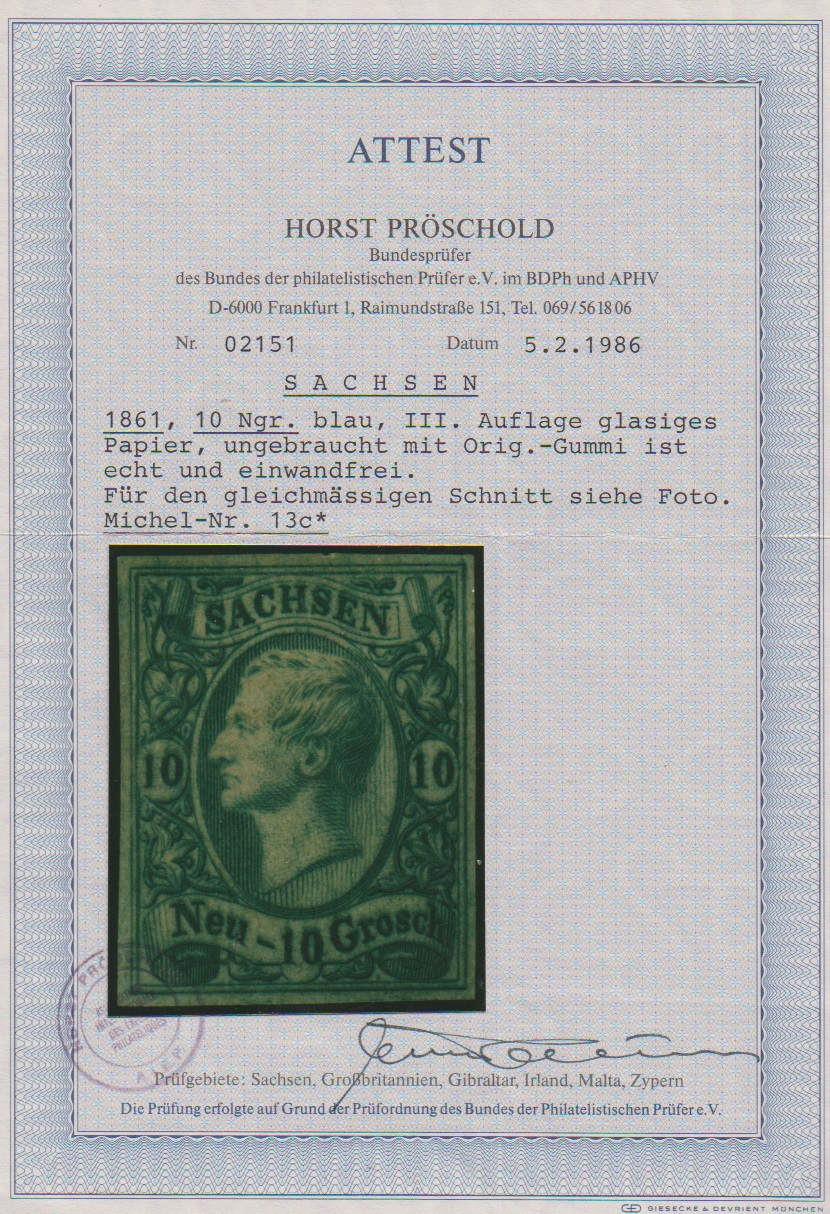 ATTEST
HORST PRÖSCHOLD
Bundesprüfer
des Bundes der philatelistischen Prüfer e.V. im BDPh und APHV
D-6000 Frankfurt 1, Raimundstraße 151, Tel. 069/561806
Nr. 02151 Datum 5.2.1986
S A C H S E N
1861, 10 Ngr. blau, III. Auflage glasiges
Papier, ungebraucht mit Orig.-Gummi ist
echt und einwandfrei.
Für den gleichmässigen Schnitt siehe Foto.
Michel-Nr. 13c*
SACHSEN
10 10
Neu-10 Grosch
PHILATELIQUES
Prüfgebiete: Sachsen, Großbritannien, Gibraltar, Irland, Malta, Zypern
Die Prüfung erfolgte auf Grund der Prüfordnung des Bundes der Philatelistischen Prüfer e.V.
GIESECKE & DEVRIENT MÜNCHEN